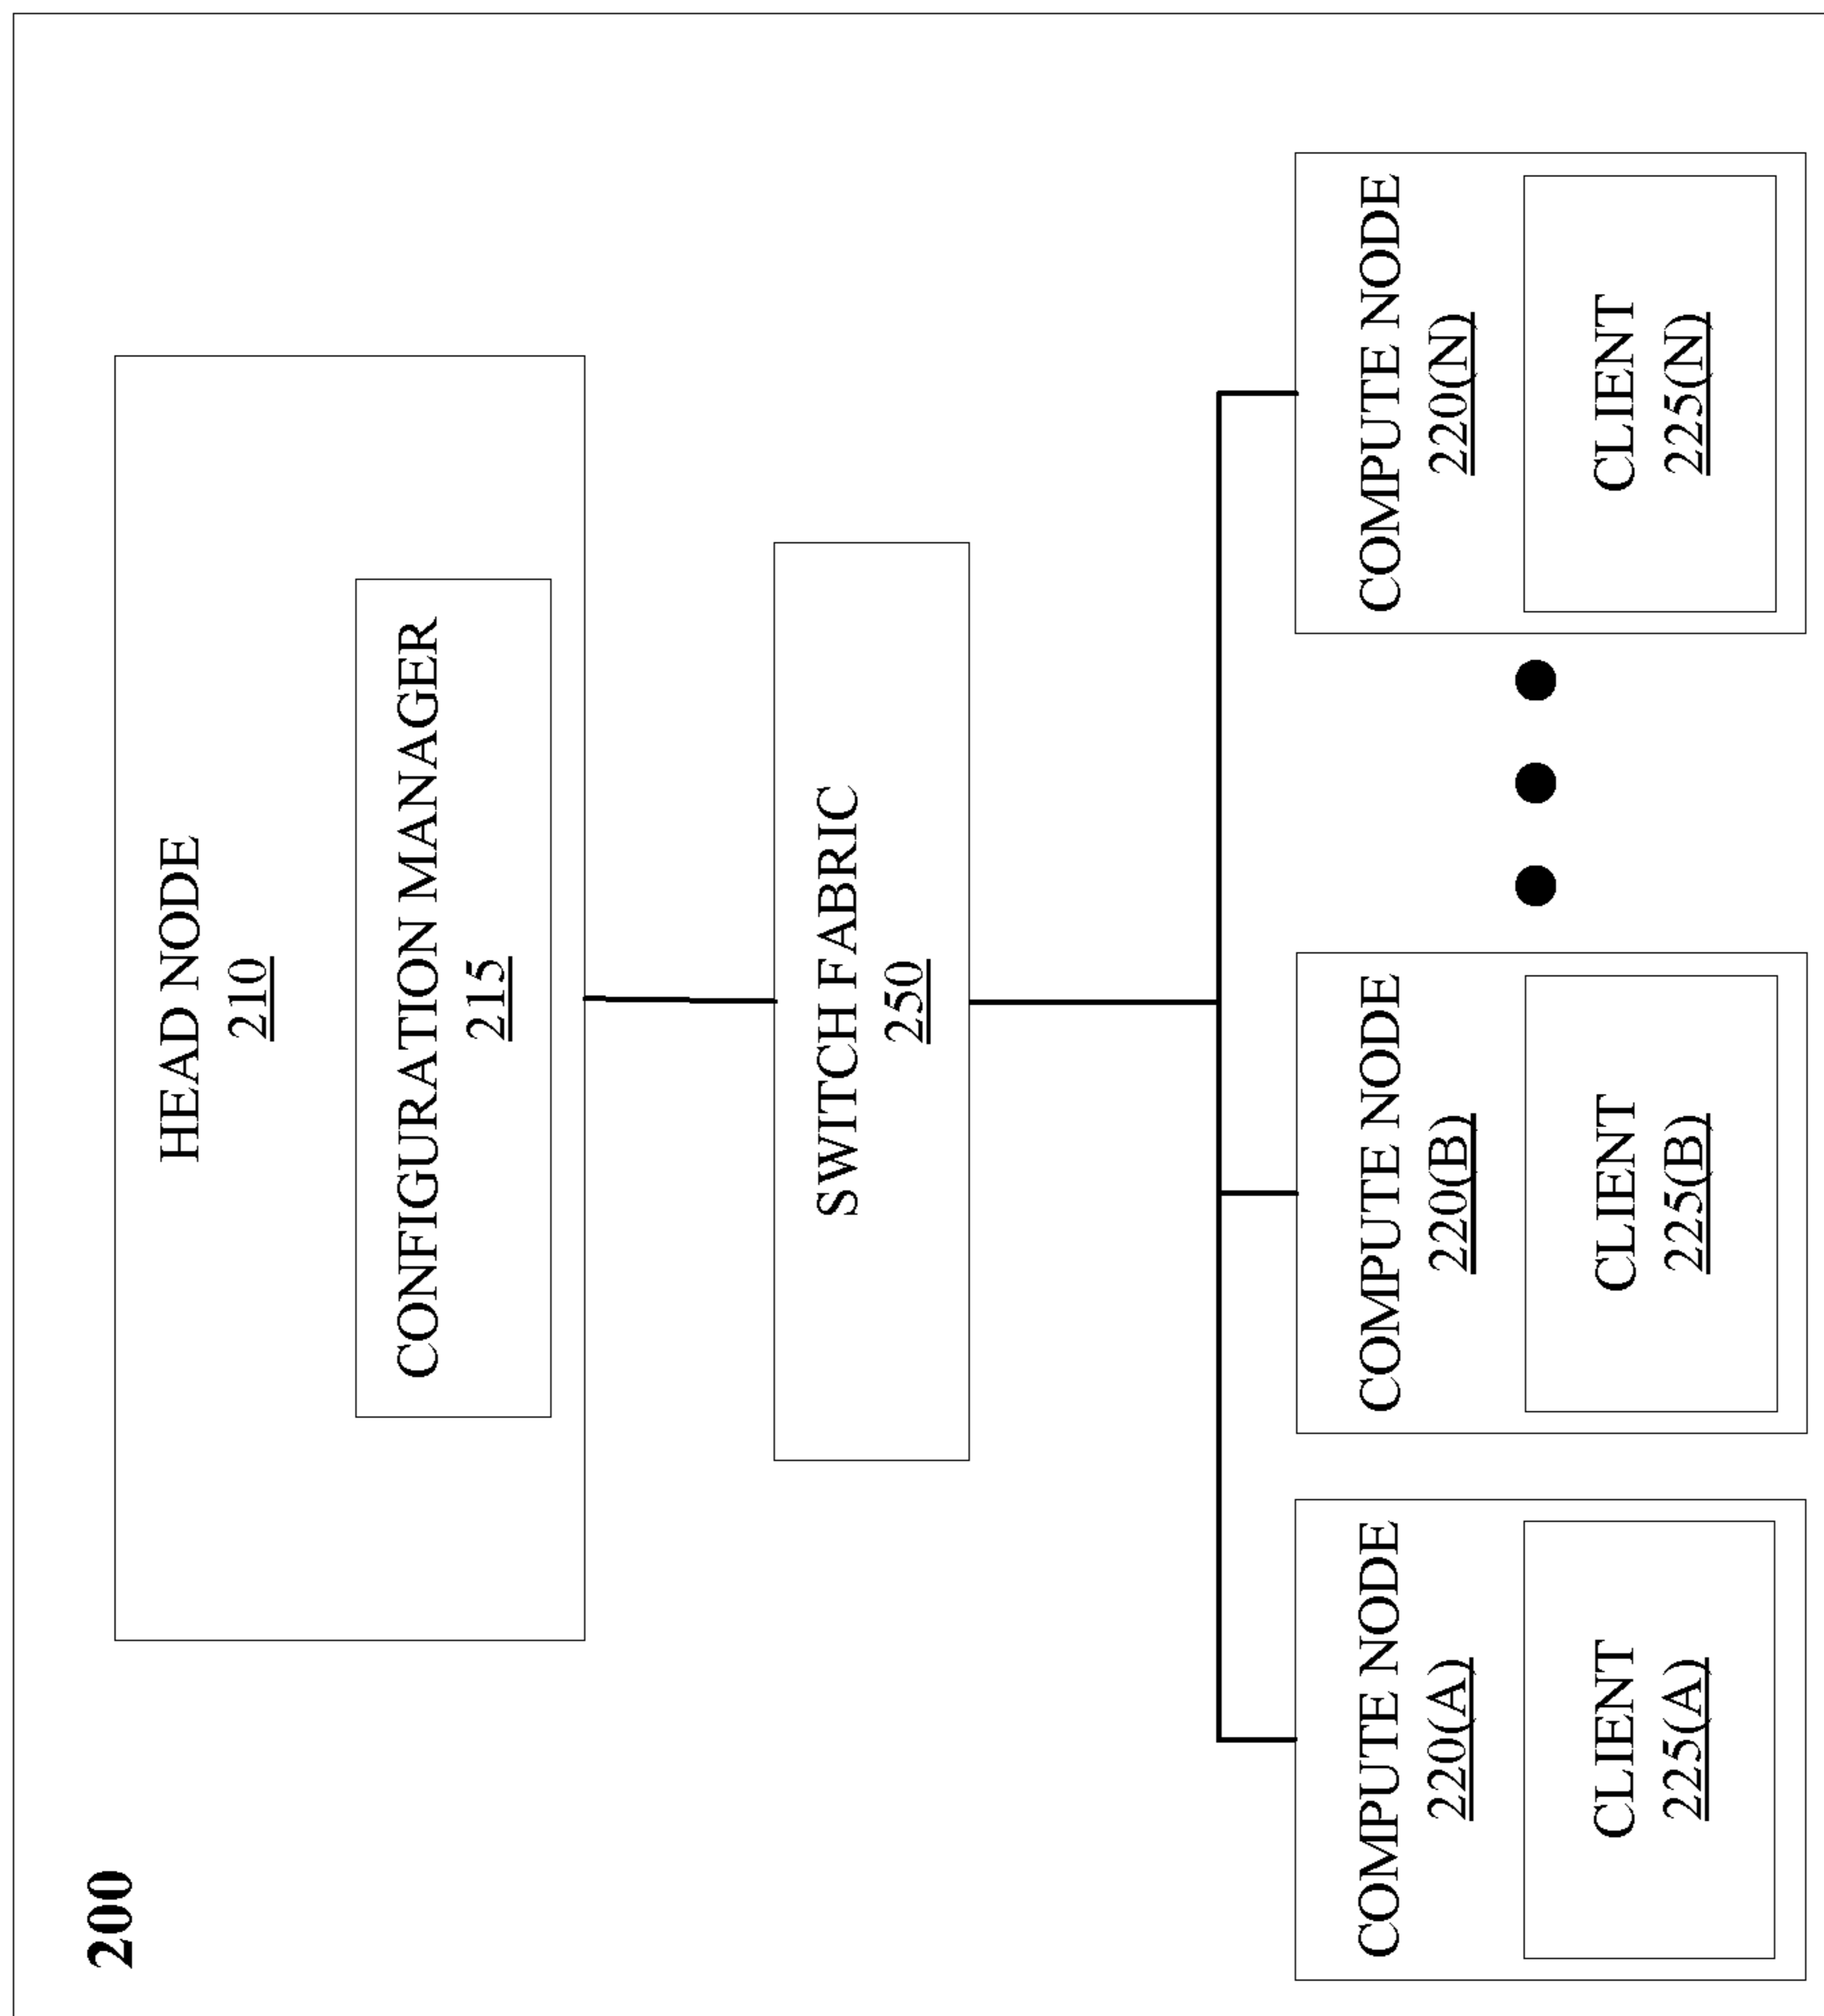 200
HEAD NODE
210
CONFIGURATION MANAGER
215
SWITCH FABRIC
250
COMPUTE NODE
220(A)
CLIENT
225(A)
COMPUTE NODE
220(B)
CLIENT
225(B)
COMPUTE NODE
220(N)
CLIENT
225(N)